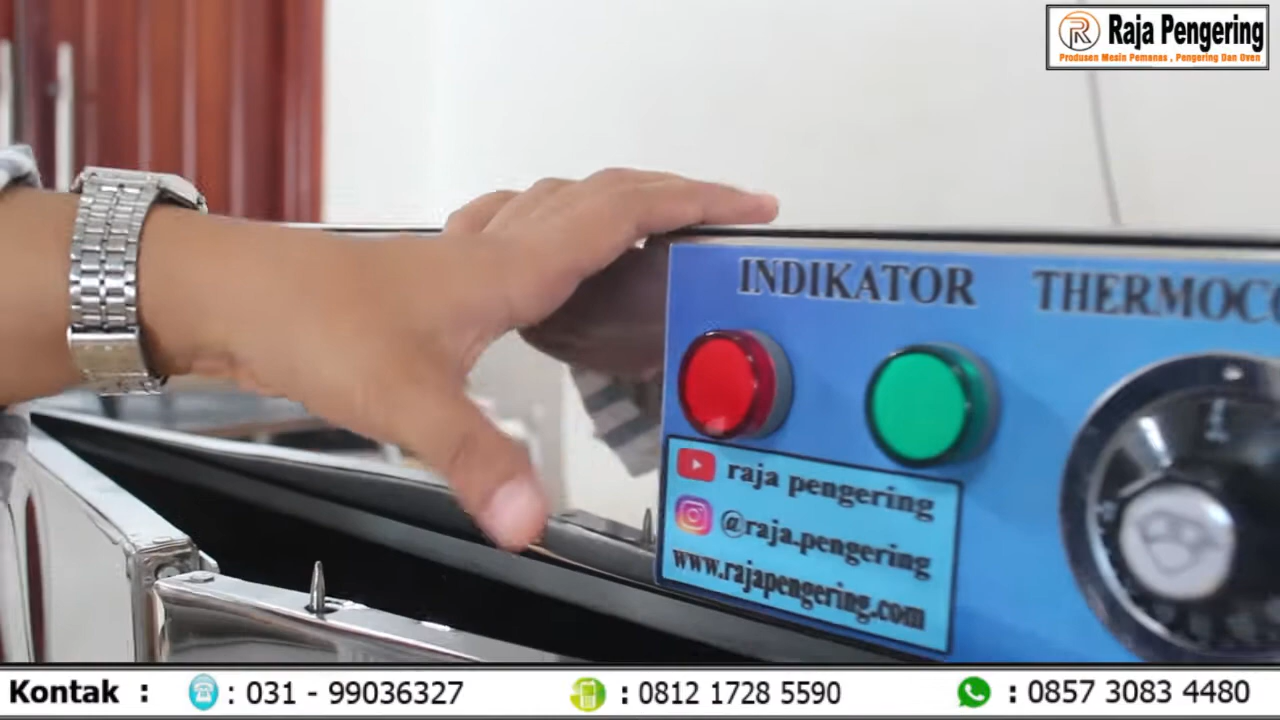 Raja Pengering
Produsen Mesin Pemanas , Pengering Dan Oven
INDIKATOR
raja pengering
@raja.pengering
www.rajapengering.com
Kontak : : 031 - 99036327 : 0812 1728 5590 : 0857 3083 4480